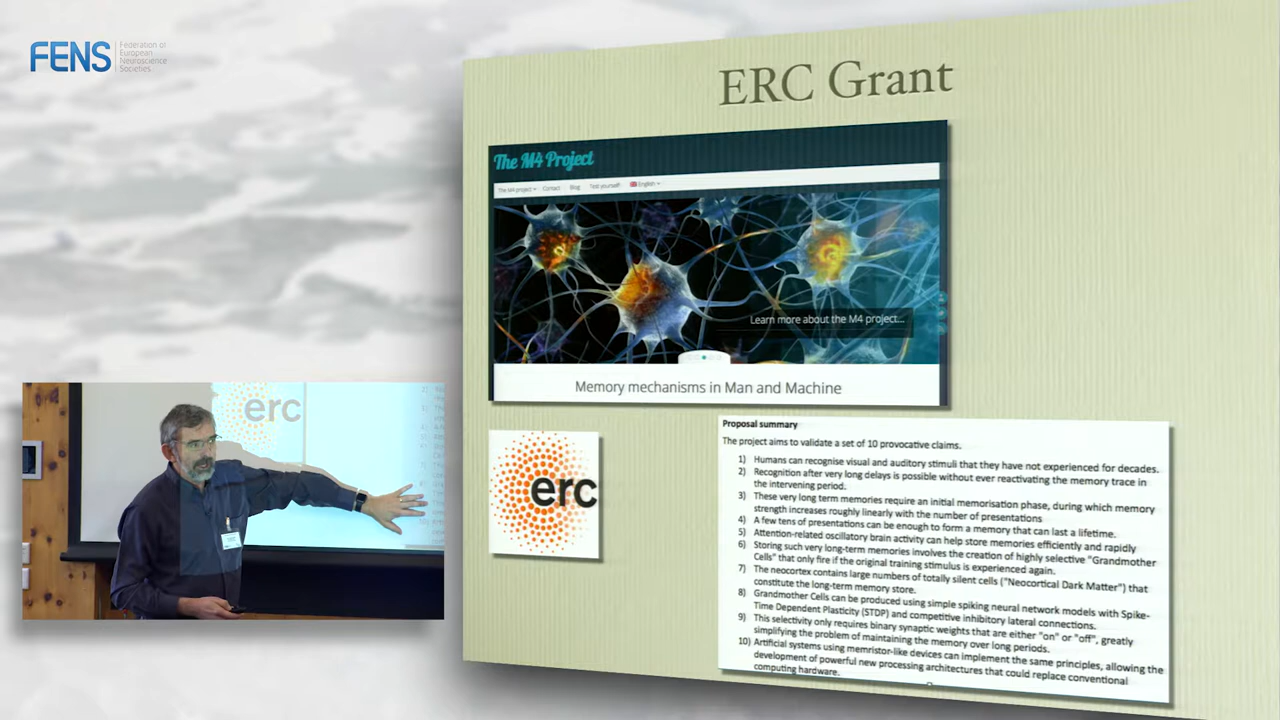 FENS
Federation of
European
Neuroscience
Societies
ERC Grant
The M4 Project
The M4 project
Contact
Blog
Test yourself!
English
Learn more about the M4 project...
Memory mechanisms in Man and Machine
erc
erc
Proposal summary
The project aims to validate a set of 10 provocative claims.
1) Humans can recognise visual and auditory stimuli that they have not experienced for decades.
2) Recognition after very long delays is possible without ever reactivating the memory trace in
the intervening period.
3) These very long term memories require an initial memorisation phase, during which memory
strength increases roughly linearly with the number of presentations
4) A few tens of presentations can be enough to form a memory that can last a lifetime.
5) Attention-related oscillatory brain activity can help store memories efficiently and rapidly
6) Storing such very long-term memories involves the creation of highly selective "Grandmother
Cells" that only fire if the original training stimulus is experienced again.
7) The neocortex contains large numbers of totally silent cells ("Neocortical Dark Matter") that
constitute the long-term memory store.
8) Grandmother Cells can be produced using simple spiking neural network models with Spike-
Time Dependent Plasticity (STDP) and competitive inhibitory lateral connections.
9) This selectivity only requires binary synaptic weights that are either "on" or "off", greatly
simplifying the problem of maintaining the memory over long periods.
10) Artificial systems using memristor-like devices can implement the same principles, allowing the
development of powerful new processing architectures that could replace conventional
computing hardware.